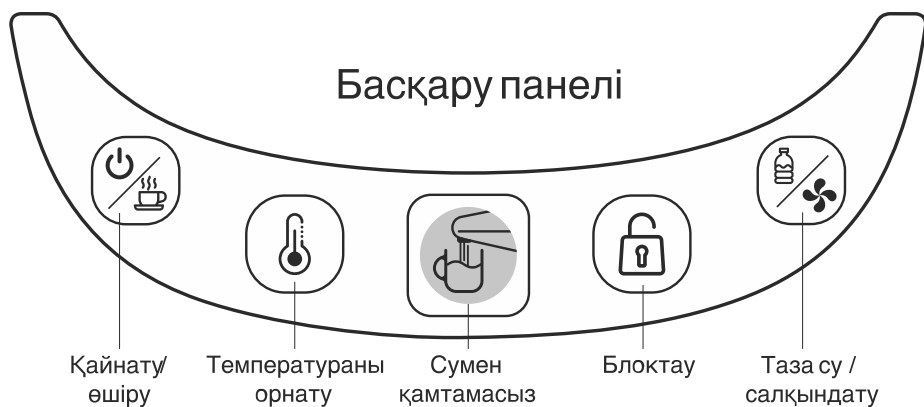 Басқару панелі
Қайнату/
өшіру
Температураны
орнату
Сумен
қамтамасыз
Блоктау
Таза су /
салқындату